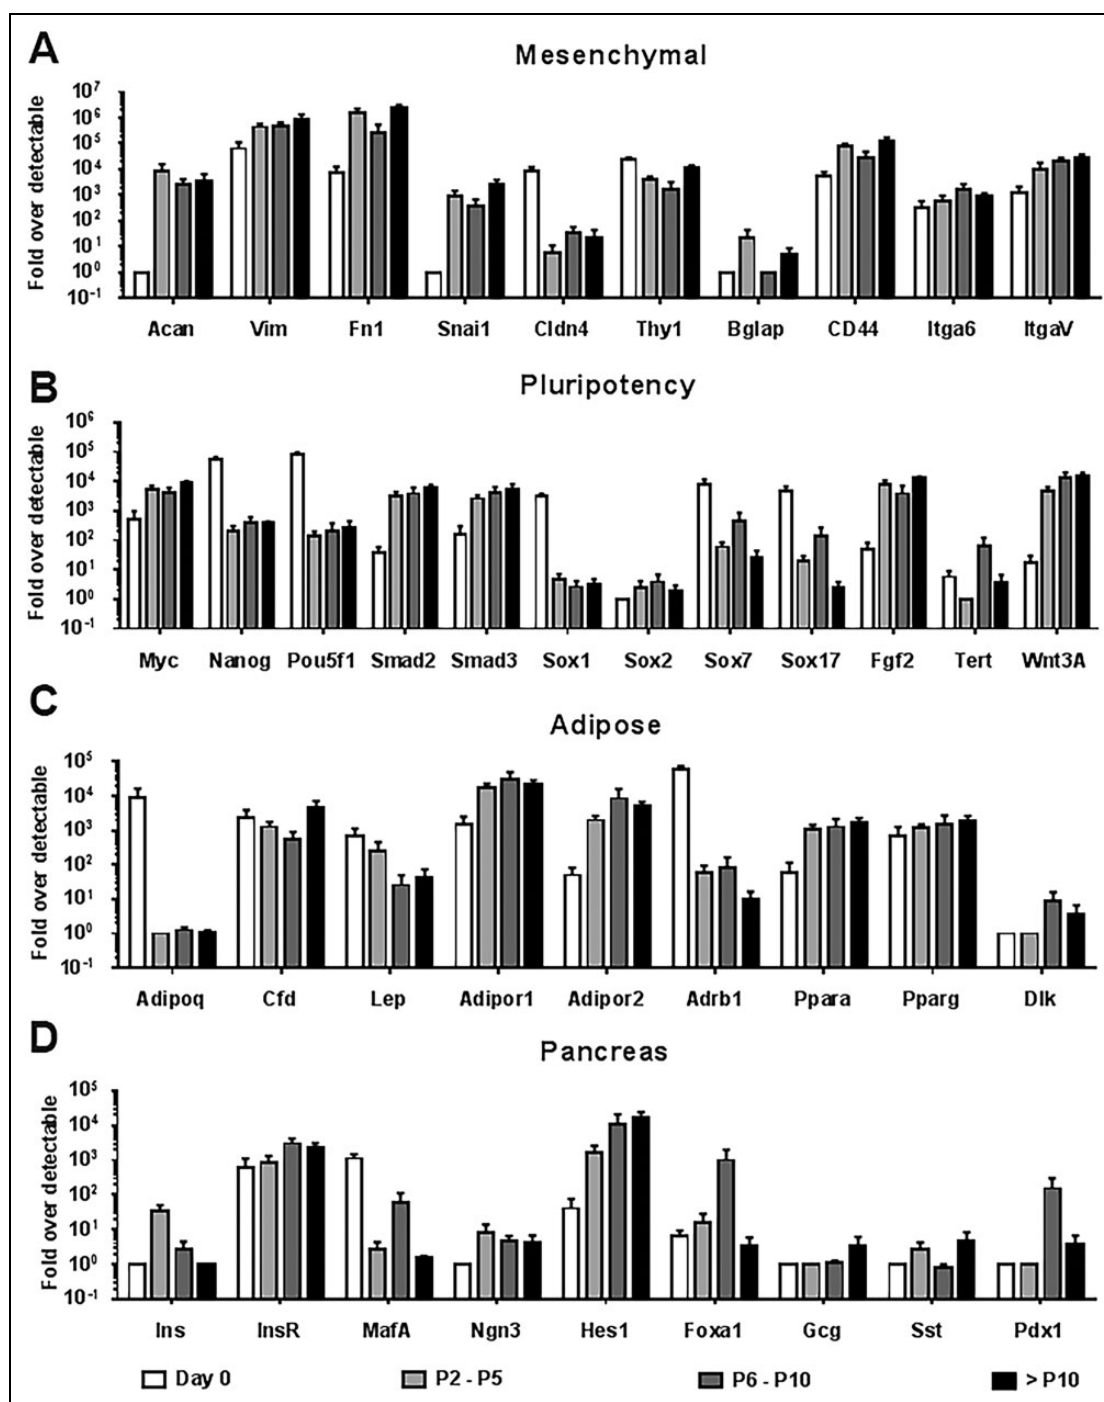 A
Mesenchymal
Fold over detectable
10⁷
10⁶
10⁵
10⁴
10³
10²
10¹
10⁰
10⁻¹
Acan Vim Fn1 Snai1 Cldn4 Thy1 Bglap CD44 Itga6 ItgaV
B
Pluripotency
Fold over detectable
10⁶
10⁵
10⁴
10³
10²
10¹
10⁰
10⁻¹
Myc Nanog Pou5f1 Smad2 Smad3 Sox1 Sox2 Sox7 Sox17 Fgf2 Tert Wnt3A
C
Adipose
Fold over detectable
10⁵
10⁴
10³
10²
10¹
10⁰
10⁻¹
Adipoq Cfd Lep Adipor1 Adipor2 Adrb1 Ppara Pparg Dlk
D
Pancreas
Fold over detectable
10⁵
10⁴
10³
10²
10¹
10⁰
10⁻¹
Ins InsR MafA Ngn3 Hes1 Foxa1 Gcg Sst Pdx1
Day 0 P2 - P5 P6 - P10 > P10